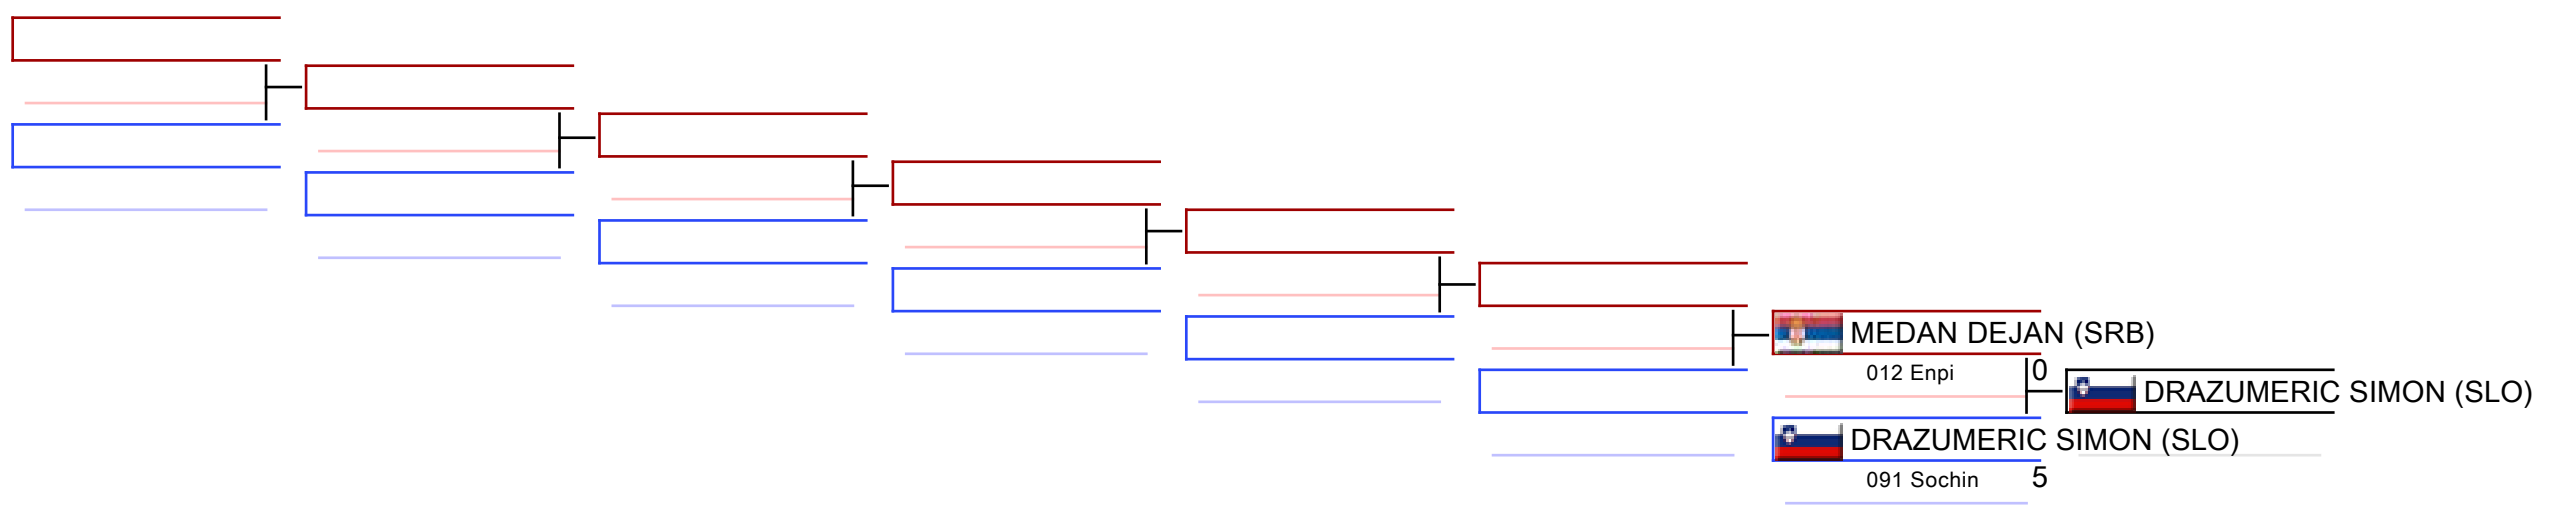 MEDAN DEJAN (SRB)
012 Enpi
0
DRAZUMERIC SIMON (SLO)
DRAZUMERIC SIMON (SLO)
091 Sochin
5